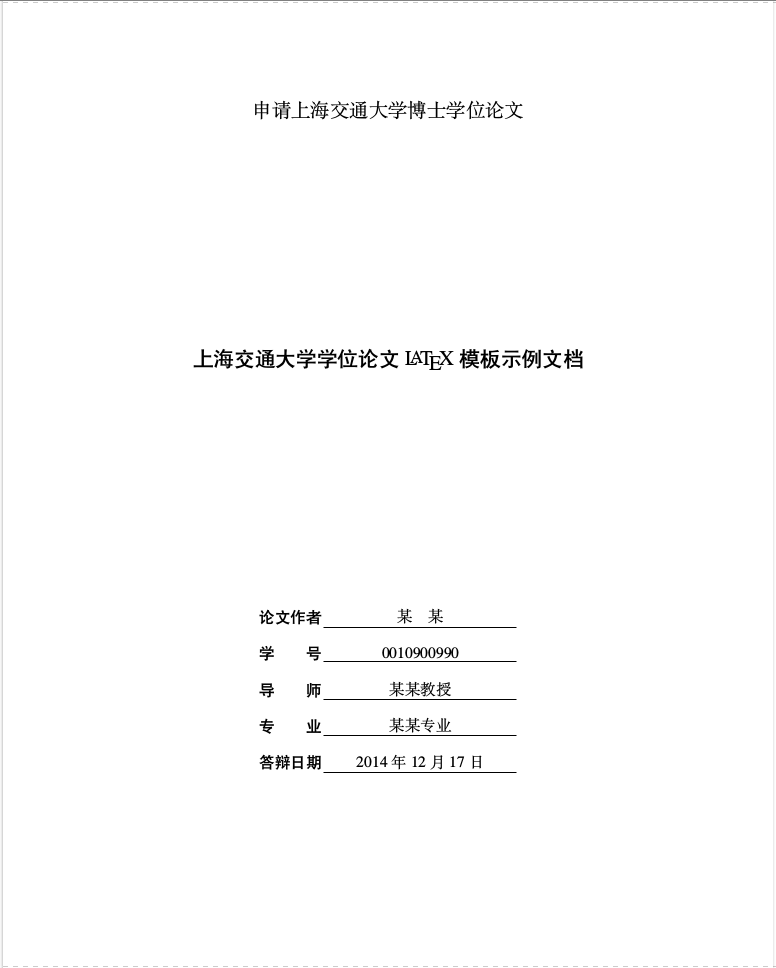 申请上海交通大学博士学位论文
上海交通大学学位论文 LATEX 模板示例文档
论文作者 某 某
学 号 0010900990
导 师 某某教授
专 业 某某专业
答辩日期 2014 年 12 月 17 日